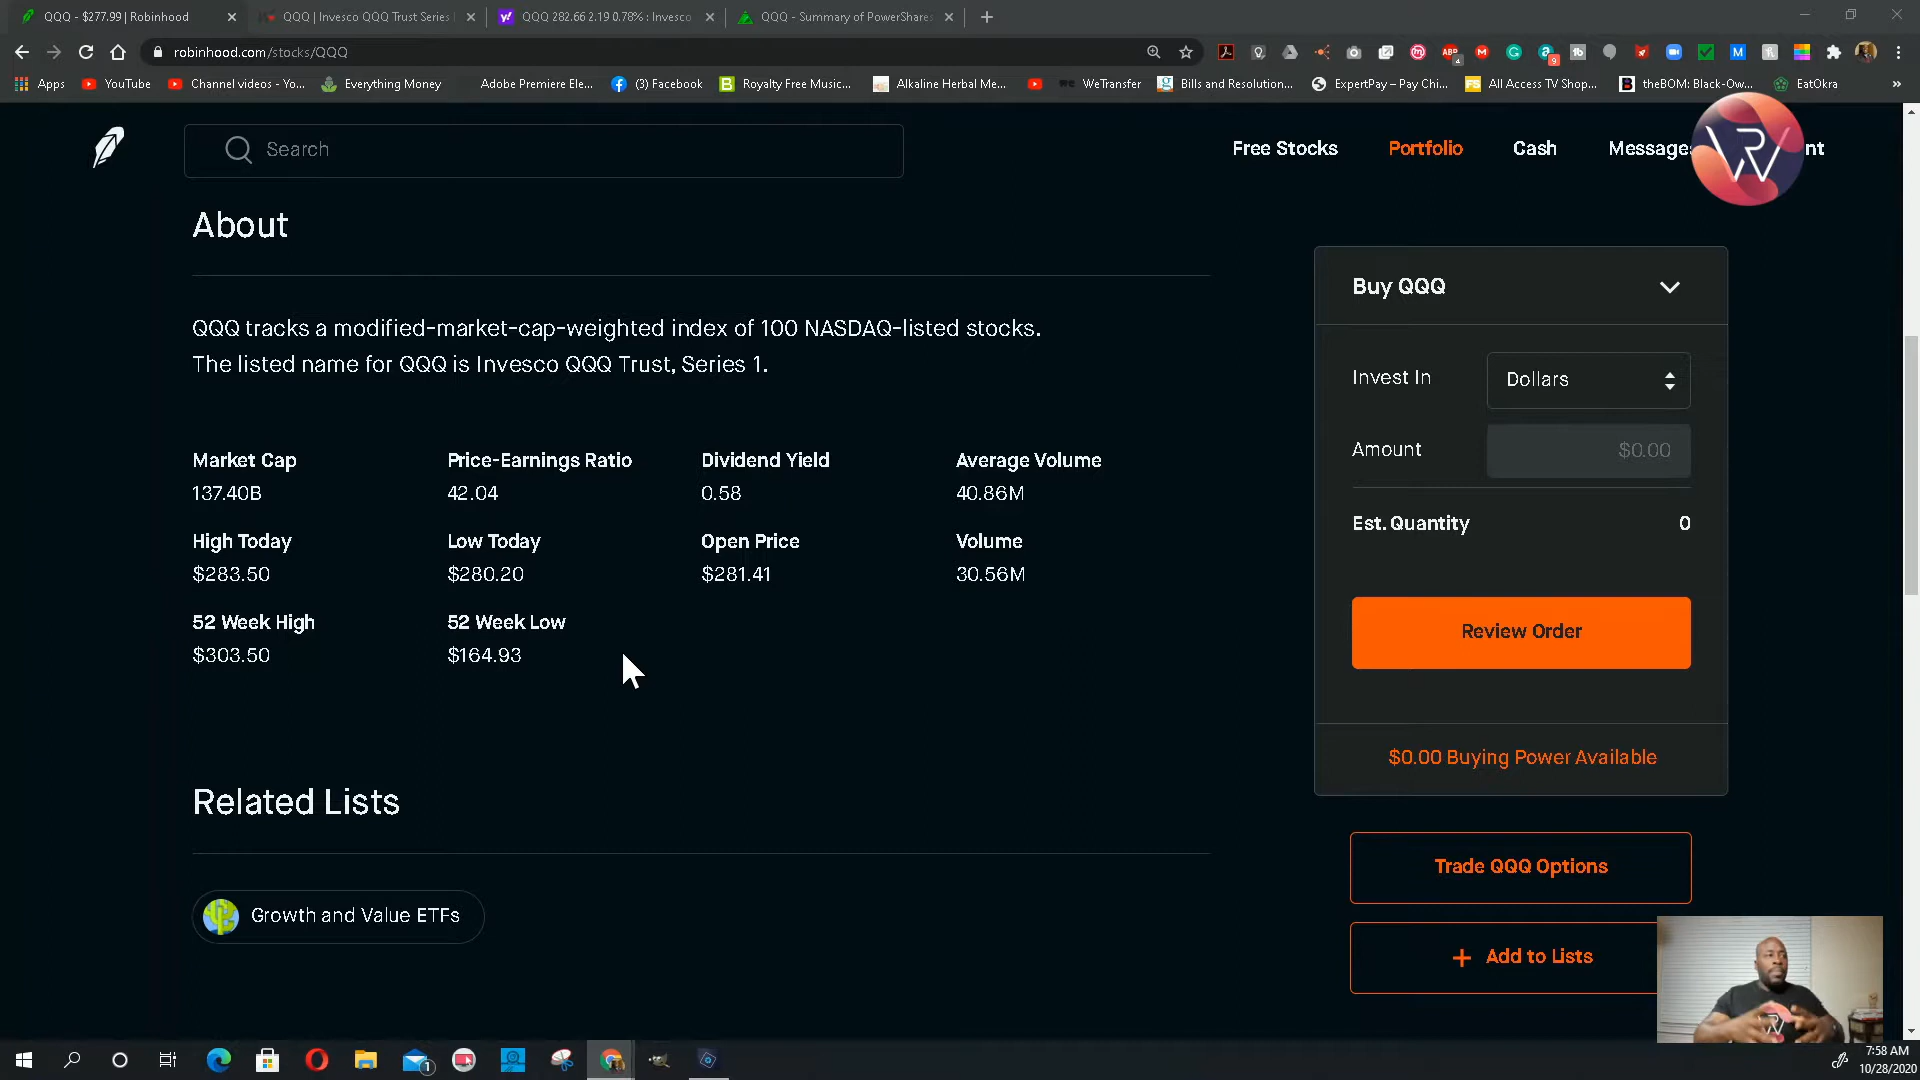 QQQ - $277.99 | Robinhood
QQQ | Invesco QQQ Trust Series
QQQ 282.66 2.19 0.78% : Invesco
QQQ - Summary of PowerShares
robinhood.com/stocks/QQQ
Apps
YouTube
Channel videos - Yo...
Everything Money
Adobe Premiere Ele...
(3) Facebook
Royalty Free Music...
Alkaline Herbal Me...
WeTransfer
Bills and Resolution...
ExpertPay – Pay Chi...
All Access TV Shop...
theBOM: Black-Ow...
EatOkra
Search
Free Stocks
Portfolio
Cash
Messages
nt
About
QQQ tracks a modified-market-cap-weighted index of 100 NASDAQ-listed stocks.
The listed name for QQQ is Invesco QQQ Trust, Series 1.
Market Cap
137.40B
Price-Earnings Ratio
42.04
Dividend Yield
0.58
Average Volume
40.86M
High Today
$283.50
Low Today
$280.20
Open Price
$281.41
Volume
30.56M
52 Week High
$303.50
52 Week Low
$164.93
Related Lists
Growth and Value ETFs
Buy QQQ
Invest In
Dollars
Amount
$0.00
Est. Quantity
0
Review Order
$0.00 Buying Power Available
Trade QQQ Options
+ Add to Lists
7:58 AM
10/28/2020